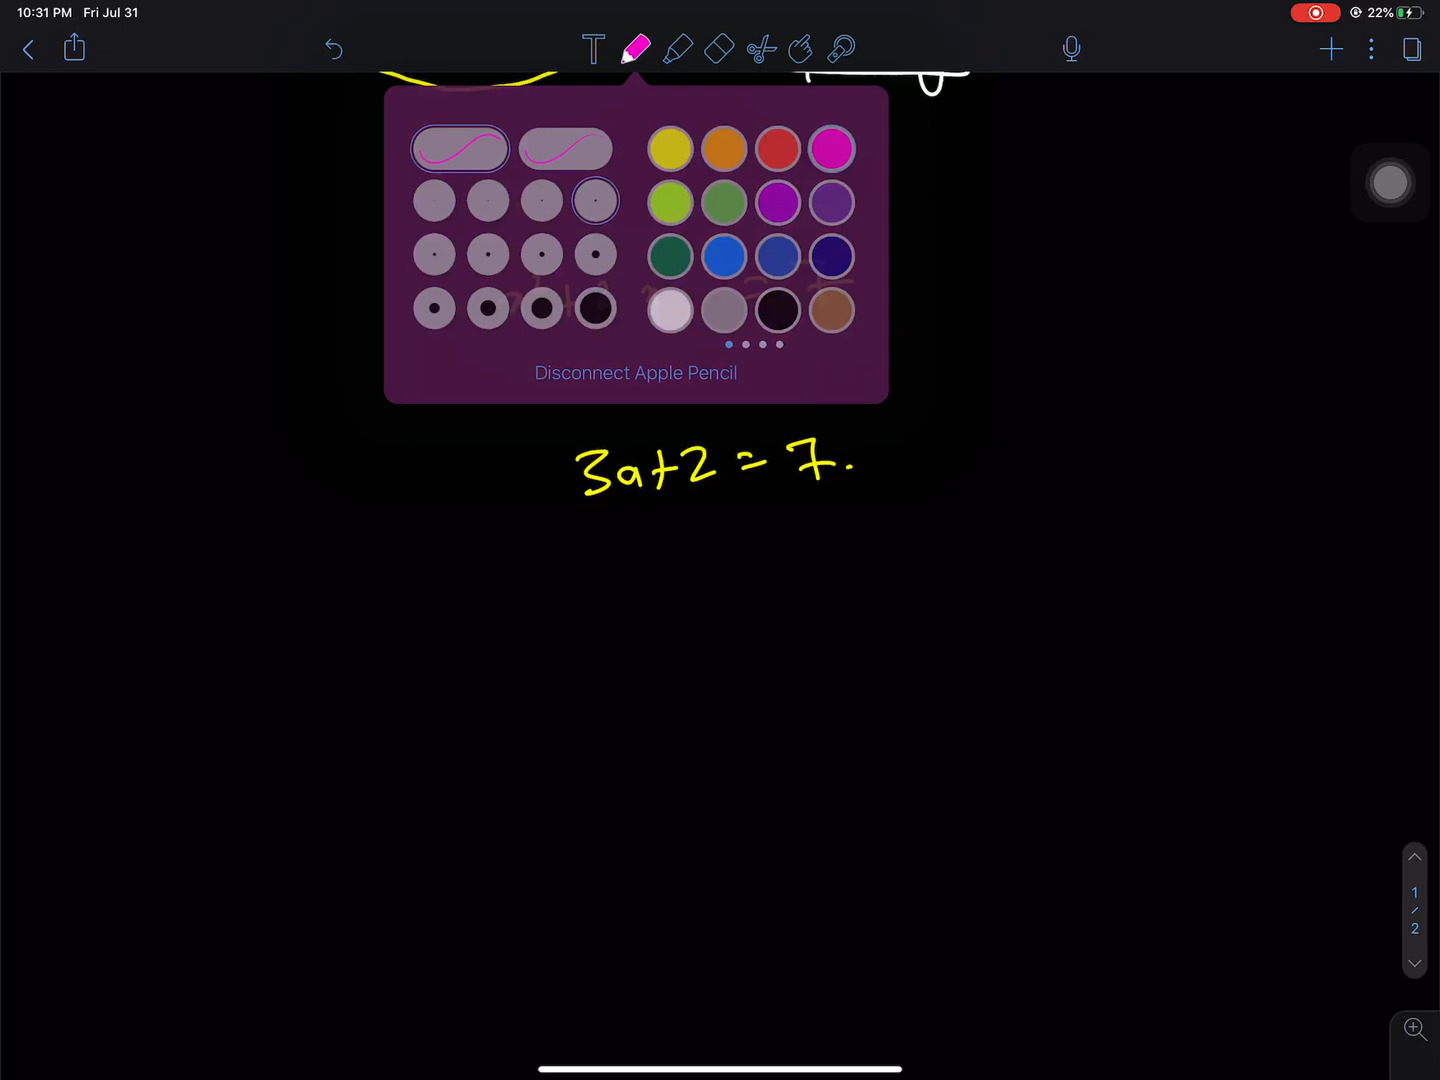 10:31 PM Fri Jul 31
22%
T
Disconnect Apple Pencil
3a+2 = 7.
1
/
2